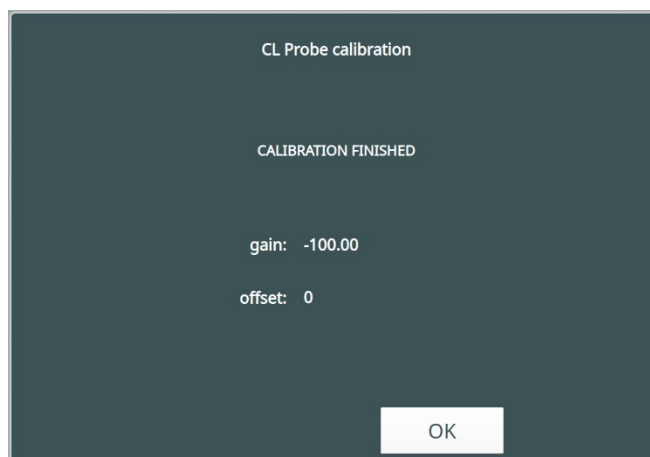 CL Probe calibration
CALIBRATION FINISHED
gain: -100.00
offset: 0
OK